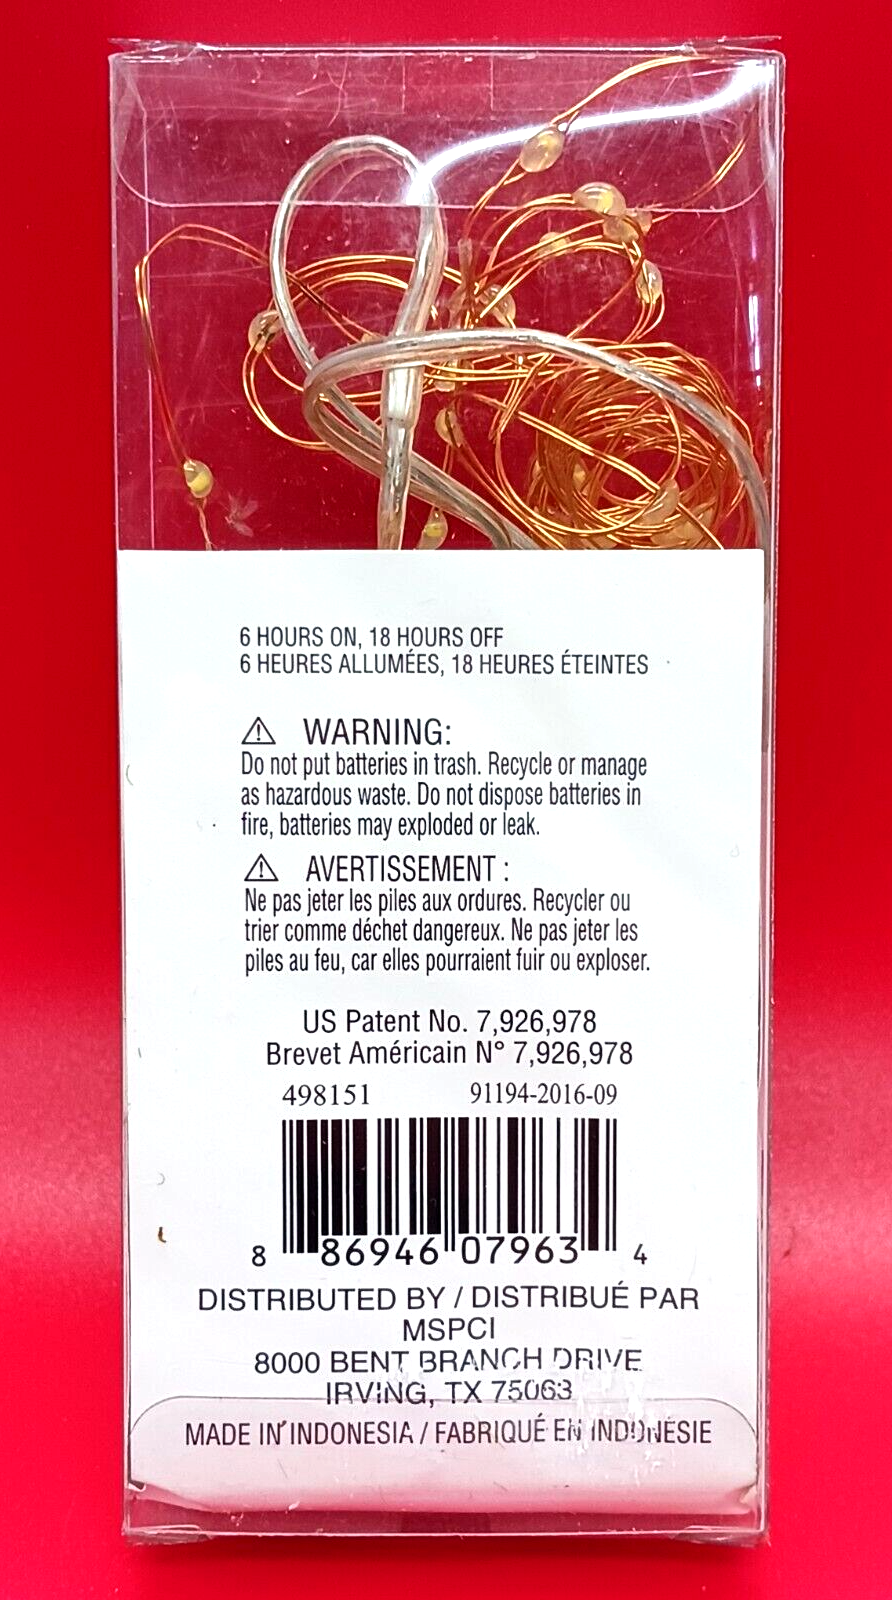 6 HOURS ON, 18 HOURS OFF
6 HEURES ALLUMÉES, 18 HEURES ÉTEINTES
⚠ WARNING:
Do not put batteries in trash. Recycle or manage
as hazardous waste. Do not dispose batteries in
fire, batteries may exploded or leak.
⚠ AVERTISSEMENT :
Ne pas jeter les piles aux ordures. Recycler ou
trier comme déchet dangereux. Ne pas jeter les
piles au feu, car elles pourraient fuir ou exploser.
US Patent No. 7,926,978
Brevet Américain N° 7,926,978
498151 91194-2016-09
8 86946 07963 4
DISTRIBUTED BY / DISTRIBUÉ PAR
MSPCI
8000 BENT BRANCH DRIVE
IRVING, TX 75063
MADE IN INDONESIA / FABRIQUÉ EN INDONÉSIE